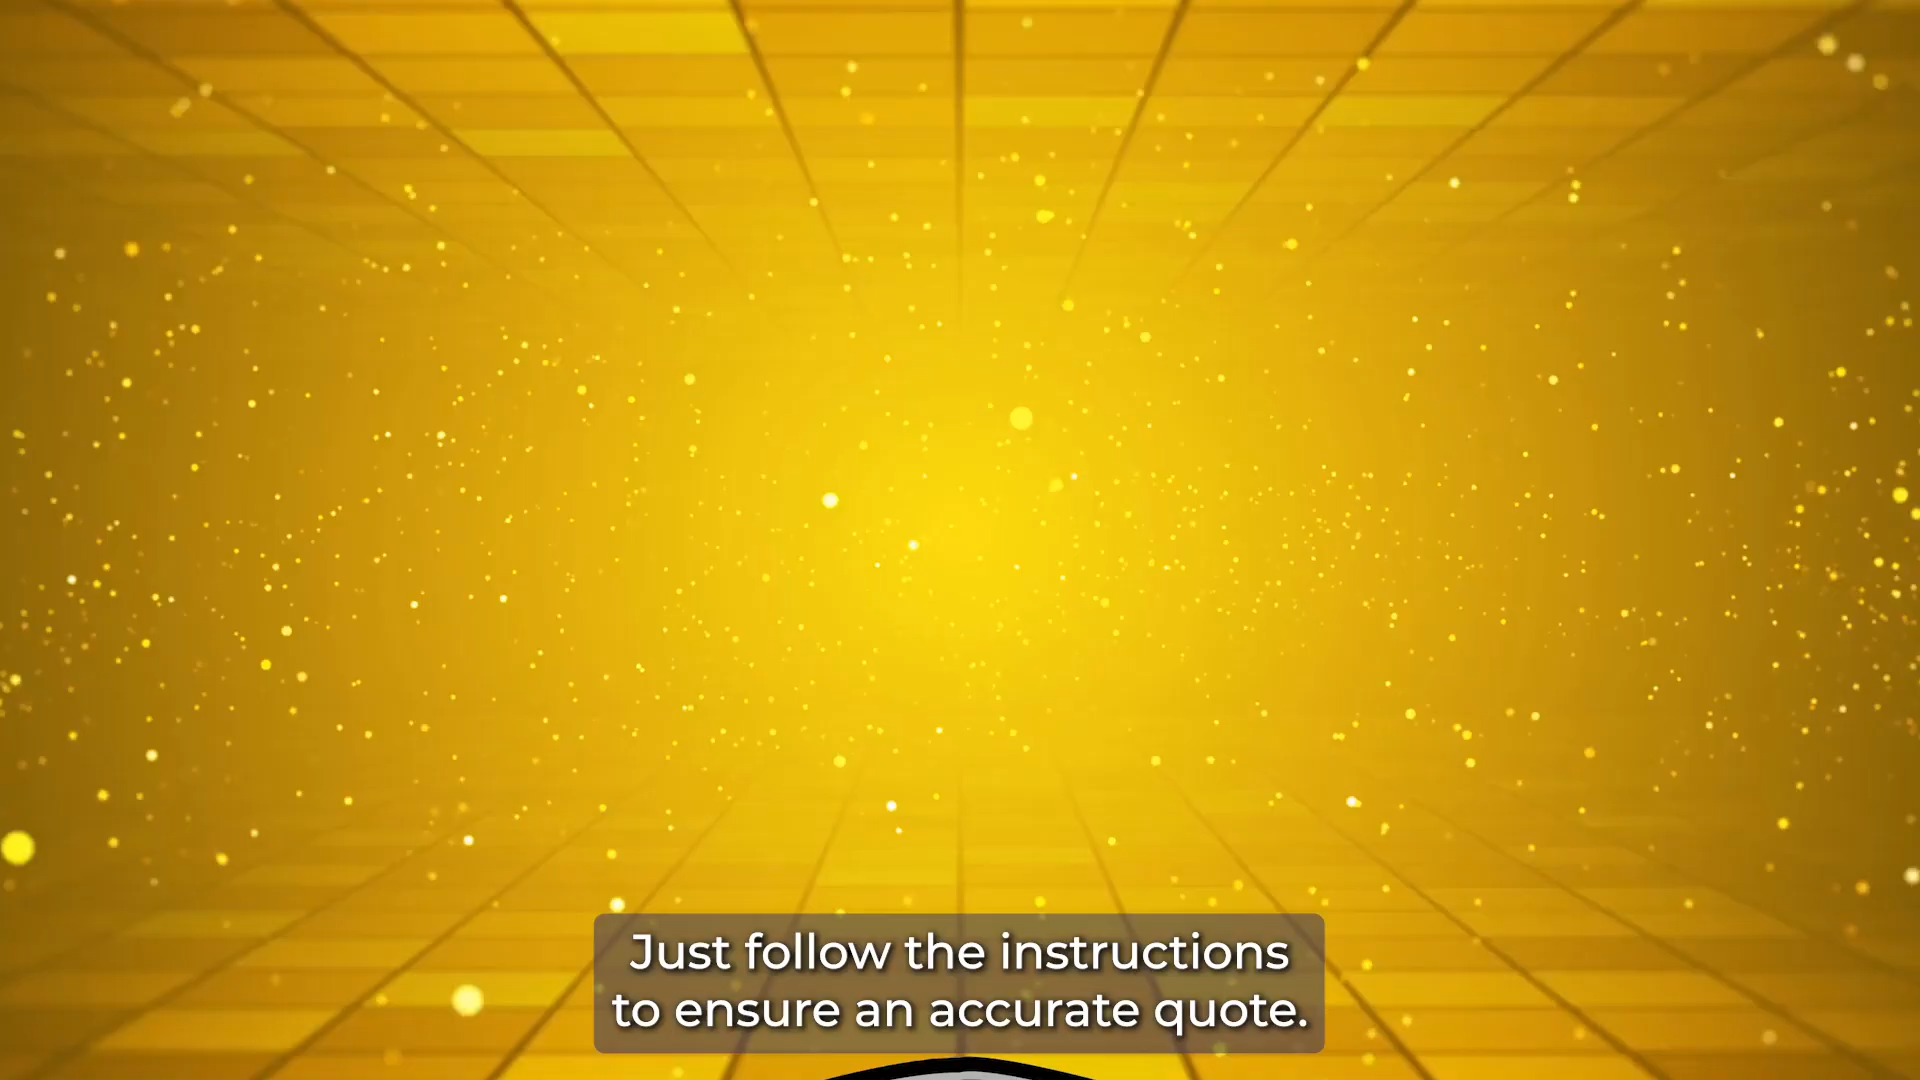 Just follow the instructions
to ensure an accurate quote.